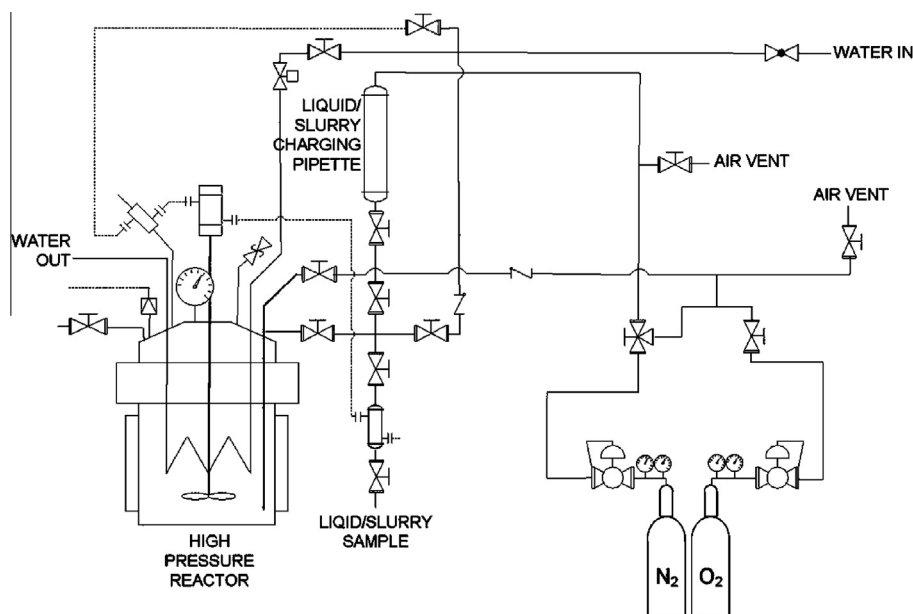 WATER IN
LIQUID/
SLURRY
CHARGING
PIPETTE
AIR VENT
AIR VENT
WATER
OUT
LIQID/SLURRY
SAMPLE
HIGH
PRESSURE
REACTOR
N₂
O₂